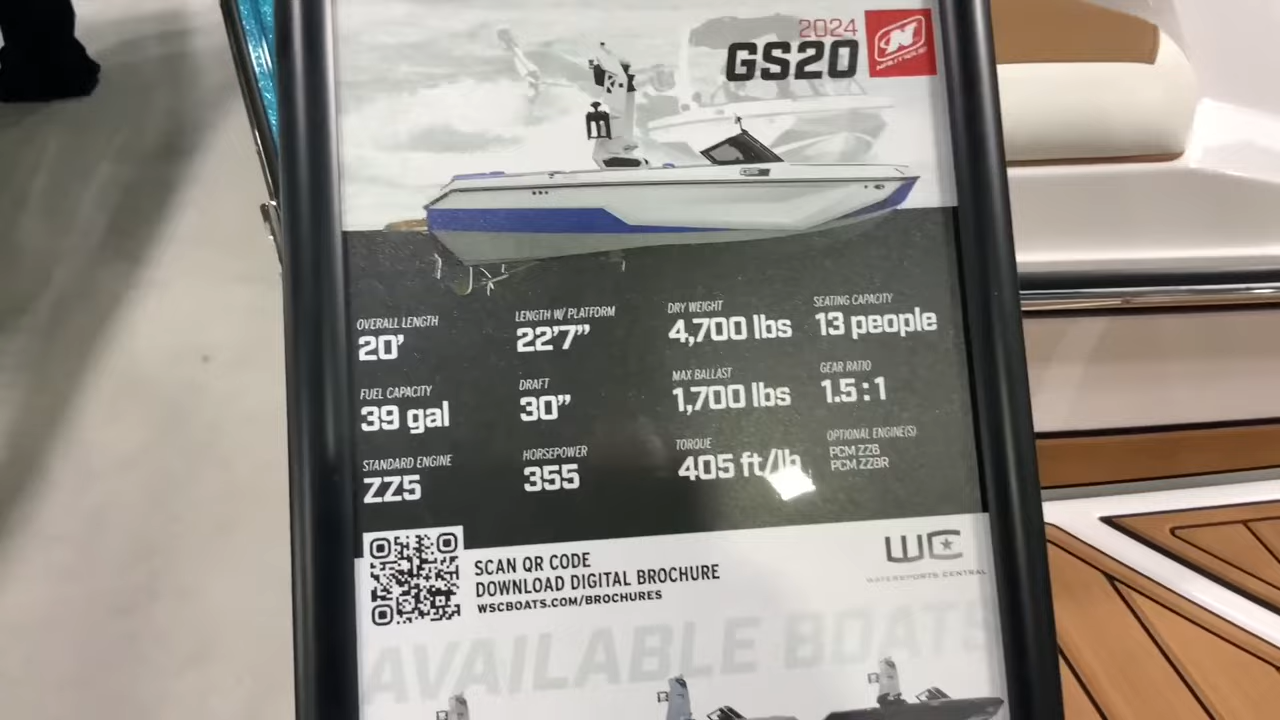 2024
GS20
NAUTIQUE
OVERALL LENGTH
20'
LENGTH W/ PLATFORM
22'7"
DRY WEIGHT
4,700 lbs
SEATING CAPACITY
13 people
FUEL CAPACITY
39 gal
DRAFT
30"
MAX BALLAST
1,700 lbs
GEAR RATIO
1.5:1
STANDARD ENGINE
ZZ5
HORSEPOWER
355
TORQUE
405 ft/lb
OPTIONAL ENGINE(S)
PCM ZZ6
PCM ZZ8R
SCAN QR CODE
DOWNLOAD DIGITAL BROCHURE
WSCBOATS.COM/BROCHURES
WC
WATERSPORTS CENTRAL
AVAILABLE BOATS